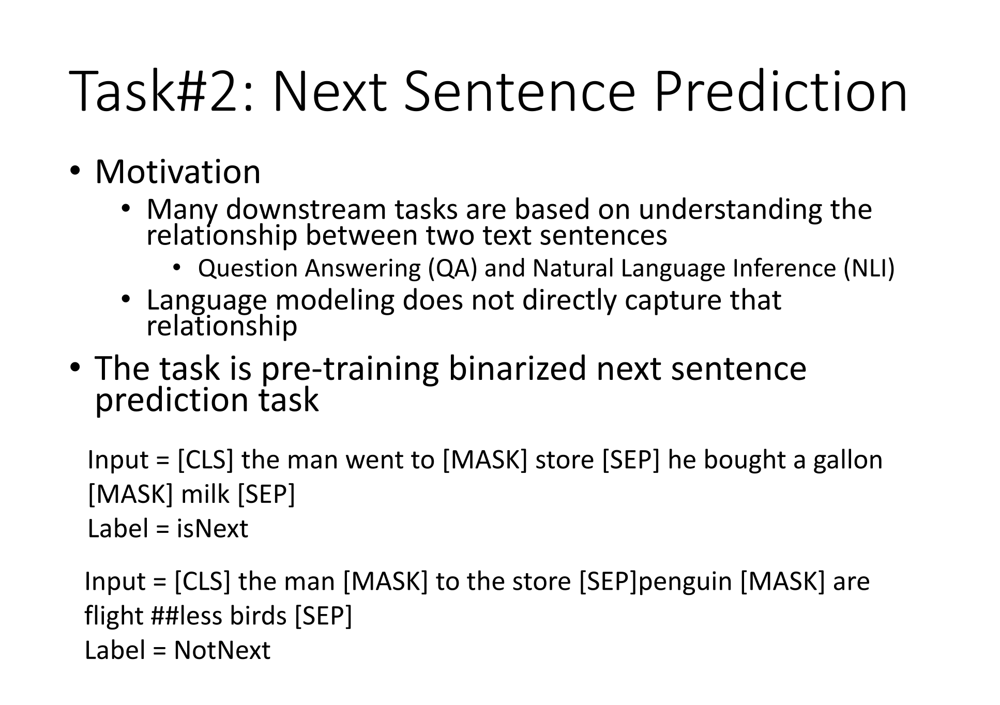 Task#2: Next Sentence Prediction
• Motivation
• Many downstream tasks are based on understanding the
relationship between two text sentences
• Question Answering (QA) and Natural Language Inference (NLI)
• Language modeling does not directly capture that
relationship
• The task is pre-training binarized next sentence
prediction task
Input = [CLS] the man went to [MASK] store [SEP] he bought a gallon
[MASK] milk [SEP]
Label = isNext
Input = [CLS] the man [MASK] to the store [SEP]penguin [MASK] are
flight ##less birds [SEP]
Label = NotNext